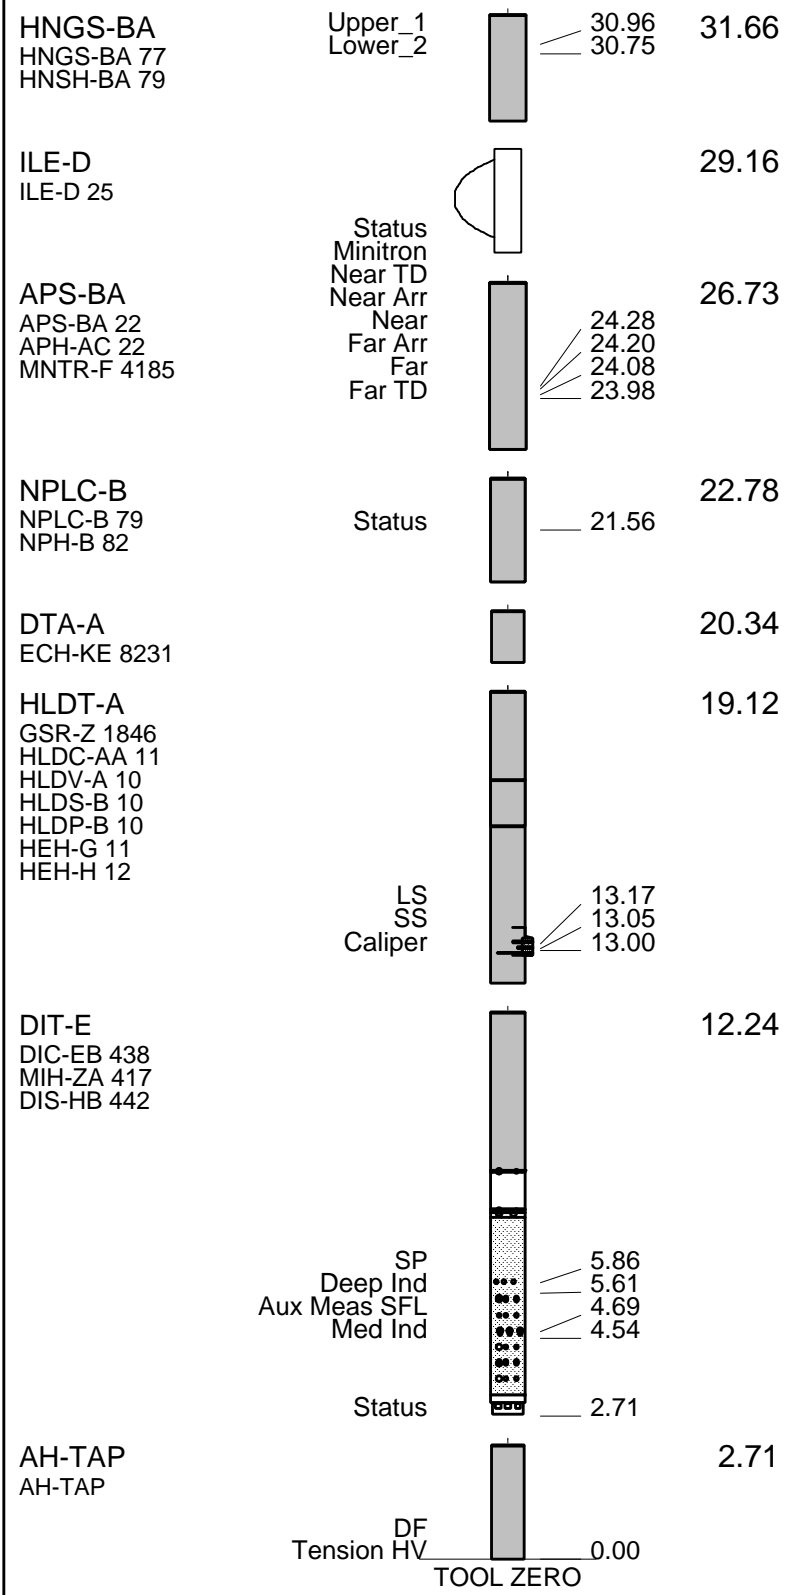 HNGS-BA Upper_1 30.96 31.66
HNGS-BA 77 Lower_2 30.75
HNSH-BA 79
ILE-D 29.16
ILE-D 25
Status
Minitron
Near TD
APS-BA Near Arr 26.73
APS-BA 22 Near 24.28
APH-AC 22 Far Arr 24.20
MNTR-F 4185 Far 24.08
Far TD 23.98
NPLC-B 22.78
NPLC-B 79 Status 21.56
NPH-B 82
DTA-A 20.34
ECH-KE 8231
HLDT-A 19.12
GSR-Z 1846
HLDC-AA 11
HLDV-A 10
HLDS-B 10
HLDP-B 10
HEH-G 11
HEH-H 12
LS 13.17
SS 13.05
Caliper 13.00
DIT-E 12.24
DIC-EB 438
MIH-ZA 417
DIS-HB 442
SP 5.86
Deep Ind 5.61
Aux Meas SFL 4.69
Med Ind 4.54
Status 2.71
AH-TAP 2.71
AH-TAP
DF
Tension HV 0.00
TOOL ZERO